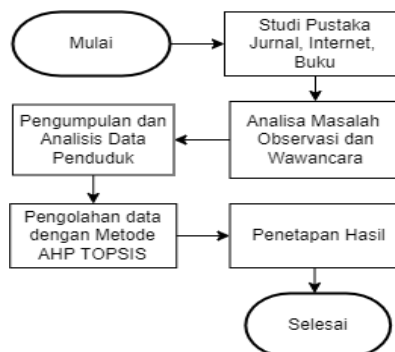 Mulai
Studi Pustaka
Jurnal, Internet,
Buku
Analisa Masalah
Observasi dan
Wawancara
Pengumpulan dan
Analisis Data
Penduduk
Pengolahan data
dengan Metode
AHP TOPSIS
Penetapan Hasil
Selesai